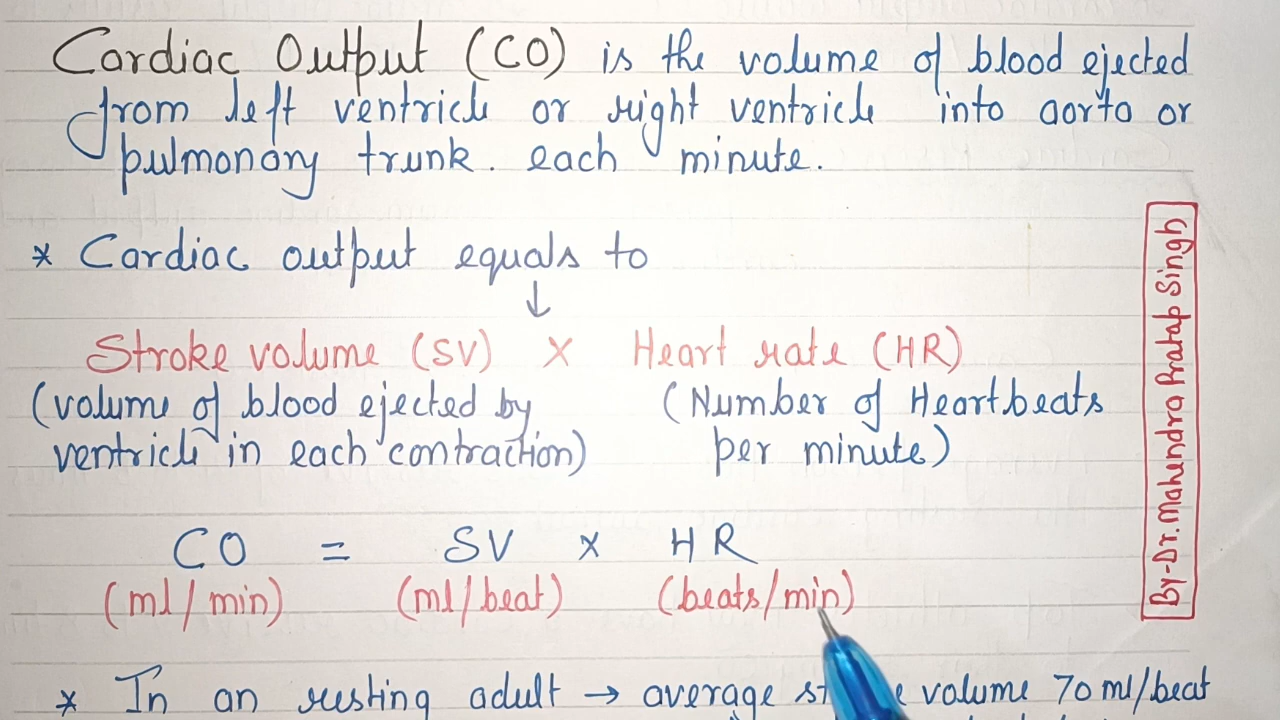 Cardiac Output (CO) is the volume of blood ejected
from left ventricle or right ventricle into aorta or
pulmonary trunk. each minute.
* Cardiac output equals to
↓
Stroke volume (SV) × Heart rate (HR)
(volume of blood ejected by (Number of Heartbeats
ventricle in each contraction) per minute)
CO = SV × HR
(ml/min) (ml/beat) (beats/min)
* In an resting adult → average volume 70 ml/beat
By-Dr. Mahendra Pratap Singh